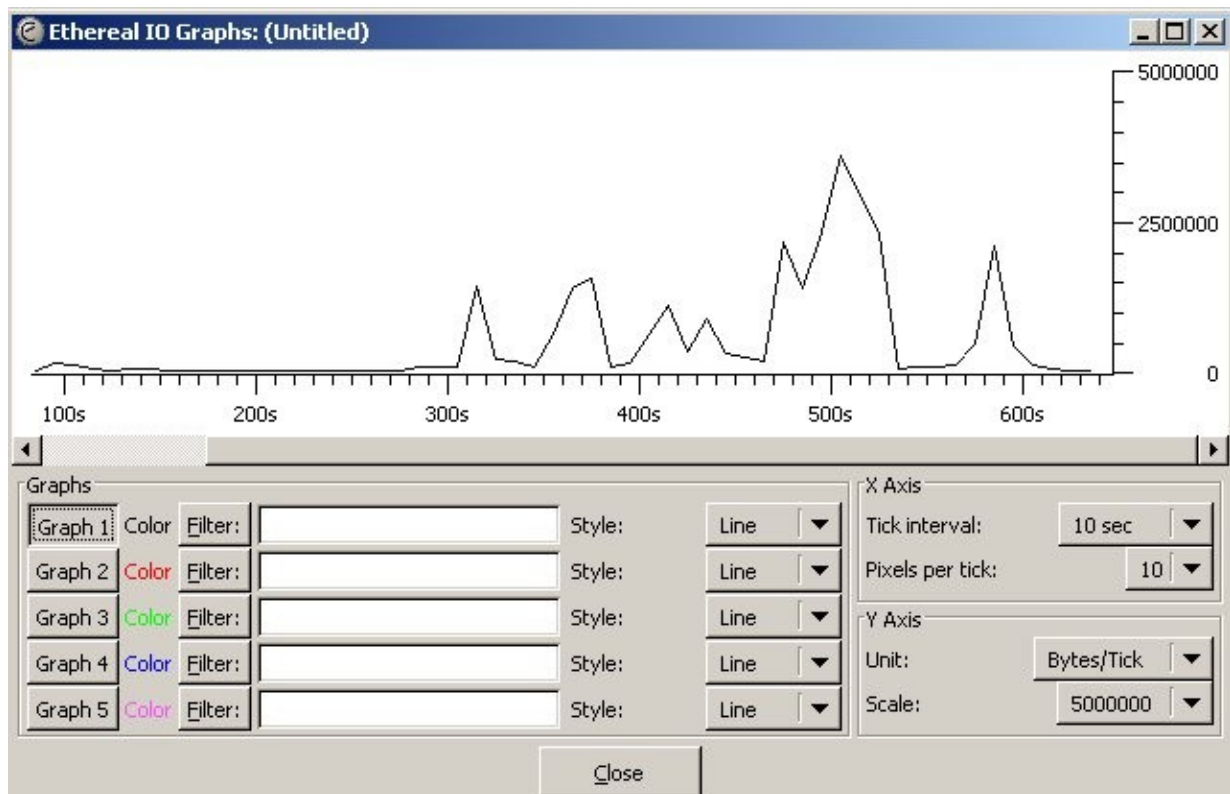 Ethereal IO Graphs: (Untitled)
5000000
2500000
0
100s 200s 300s 400s 500s 600s
Graphs
Graph 1 Color Filter: Style: Line
Graph 2 Color Filter: Style: Line
Graph 3 Color Filter: Style: Line
Graph 4 Color Filter: Style: Line
Graph 5 Color Filter: Style: Line
X Axis
Tick interval: 10 sec
Pixels per tick: 10
Y Axis
Unit: Bytes/Tick
Scale: 5000000
Close